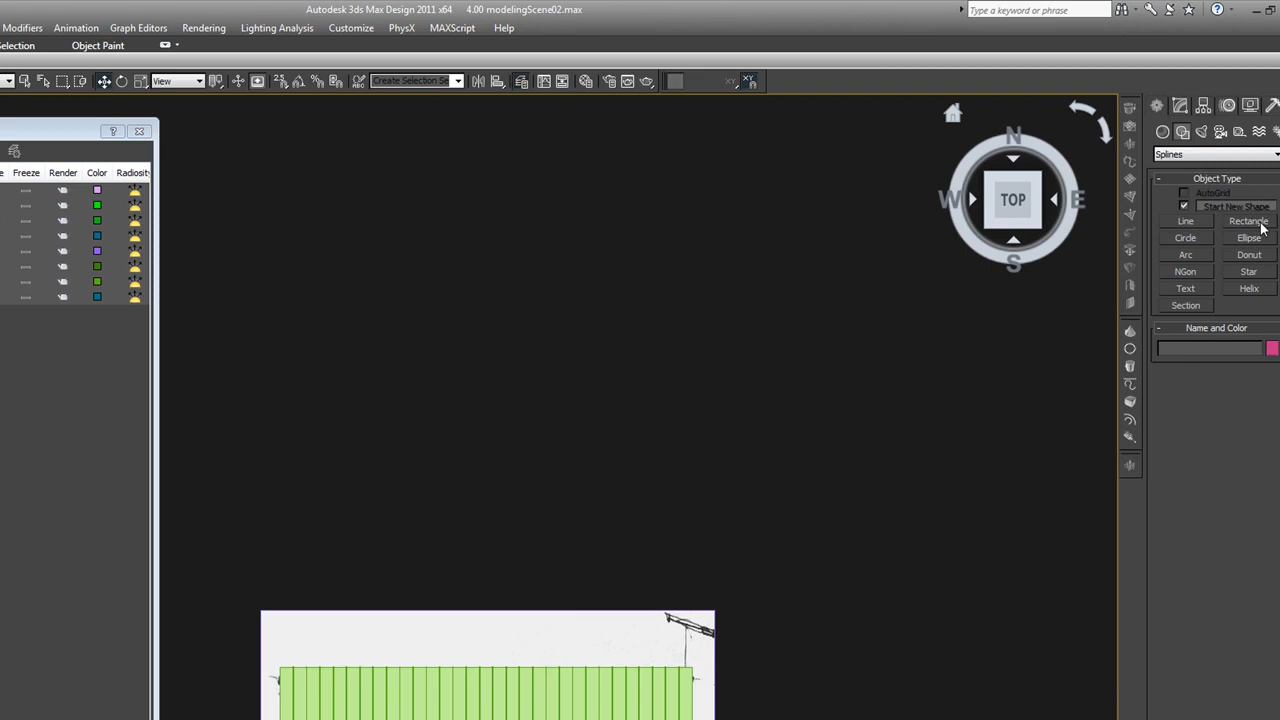 Autodesk 3ds Max Design 2011 x64 4.00 modelingScene02.max
Type a keyword or phrase
Modifiers Animation Graph Editors Rendering Lighting Analysis Customize PhysX MAXScript Help
Selection Object Paint
View Create Selection Se XY XY
Splines
Freeze Render Color Radiosity
Object Type
AutoGrid
Start New Shape
Line Rectangle
Circle Ellipse
Arc Donut
NGon Star
Text Helix
Section
Name and Color
N
W TOP E
S